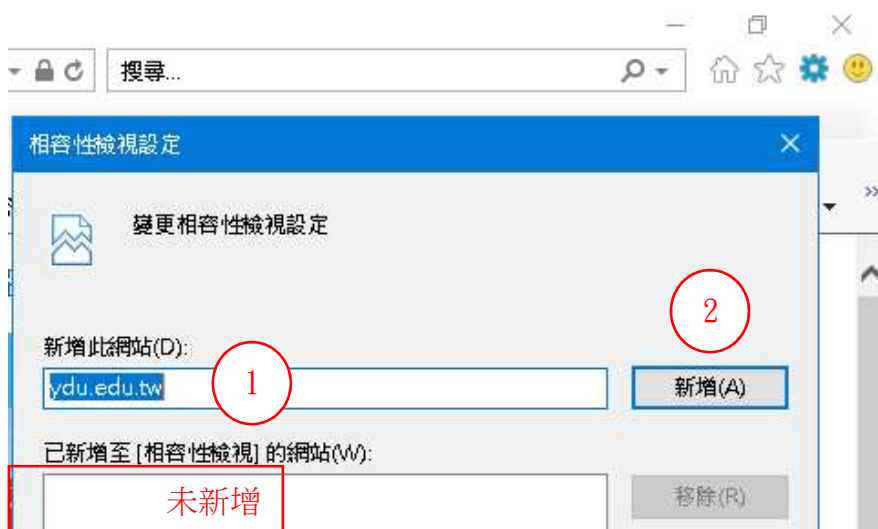 搜尋...
相容性檢視設定
變更相容性檢視設定
2
新增此網站(D):
ydu.edu.tw
1
新增(A)
已新增至 [相容性檢視] 的網站(W):
未新增
移除(R)